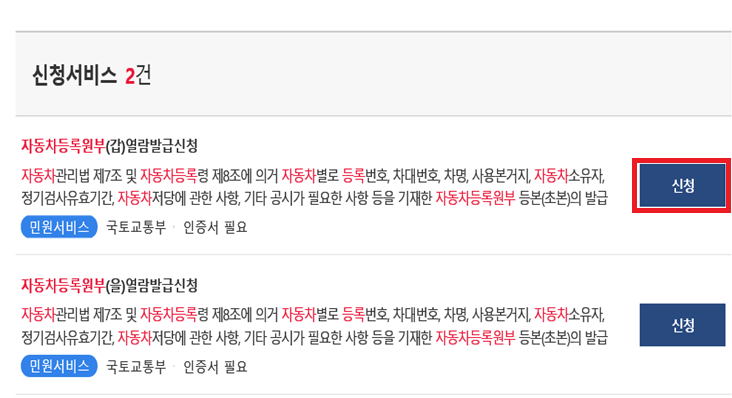 신청서비스 2건
자동차등록원부(갑)열람발급신청
자동차관리법 제7조 및 자동차등록령 제8조에 의거 자동차별로 등록번호, 차대번호, 차명, 사용본거지, 자동차소유자,
정기검사유효기간, 자동차저당에 관한 사항, 기타 공시가 필요한 사항 등을 기재한 자동차등록원부 등본(초본)의 발급
신청
민원서비스 국토교통부 · 인증서 필요
자동차등록원부(을)열람발급신청
자동차관리법 제7조 및 자동차등록령 제8조에 의거 자동차별로 등록번호, 차대번호, 차명, 사용본거지, 자동차소유자,
정기검사유효기간, 자동차저당에 관한 사항, 기타 공시가 필요한 사항 등을 기재한 자동차등록원부 등본(초본)의 발급
신청
민원서비스 국토교통부 · 인증서 필요